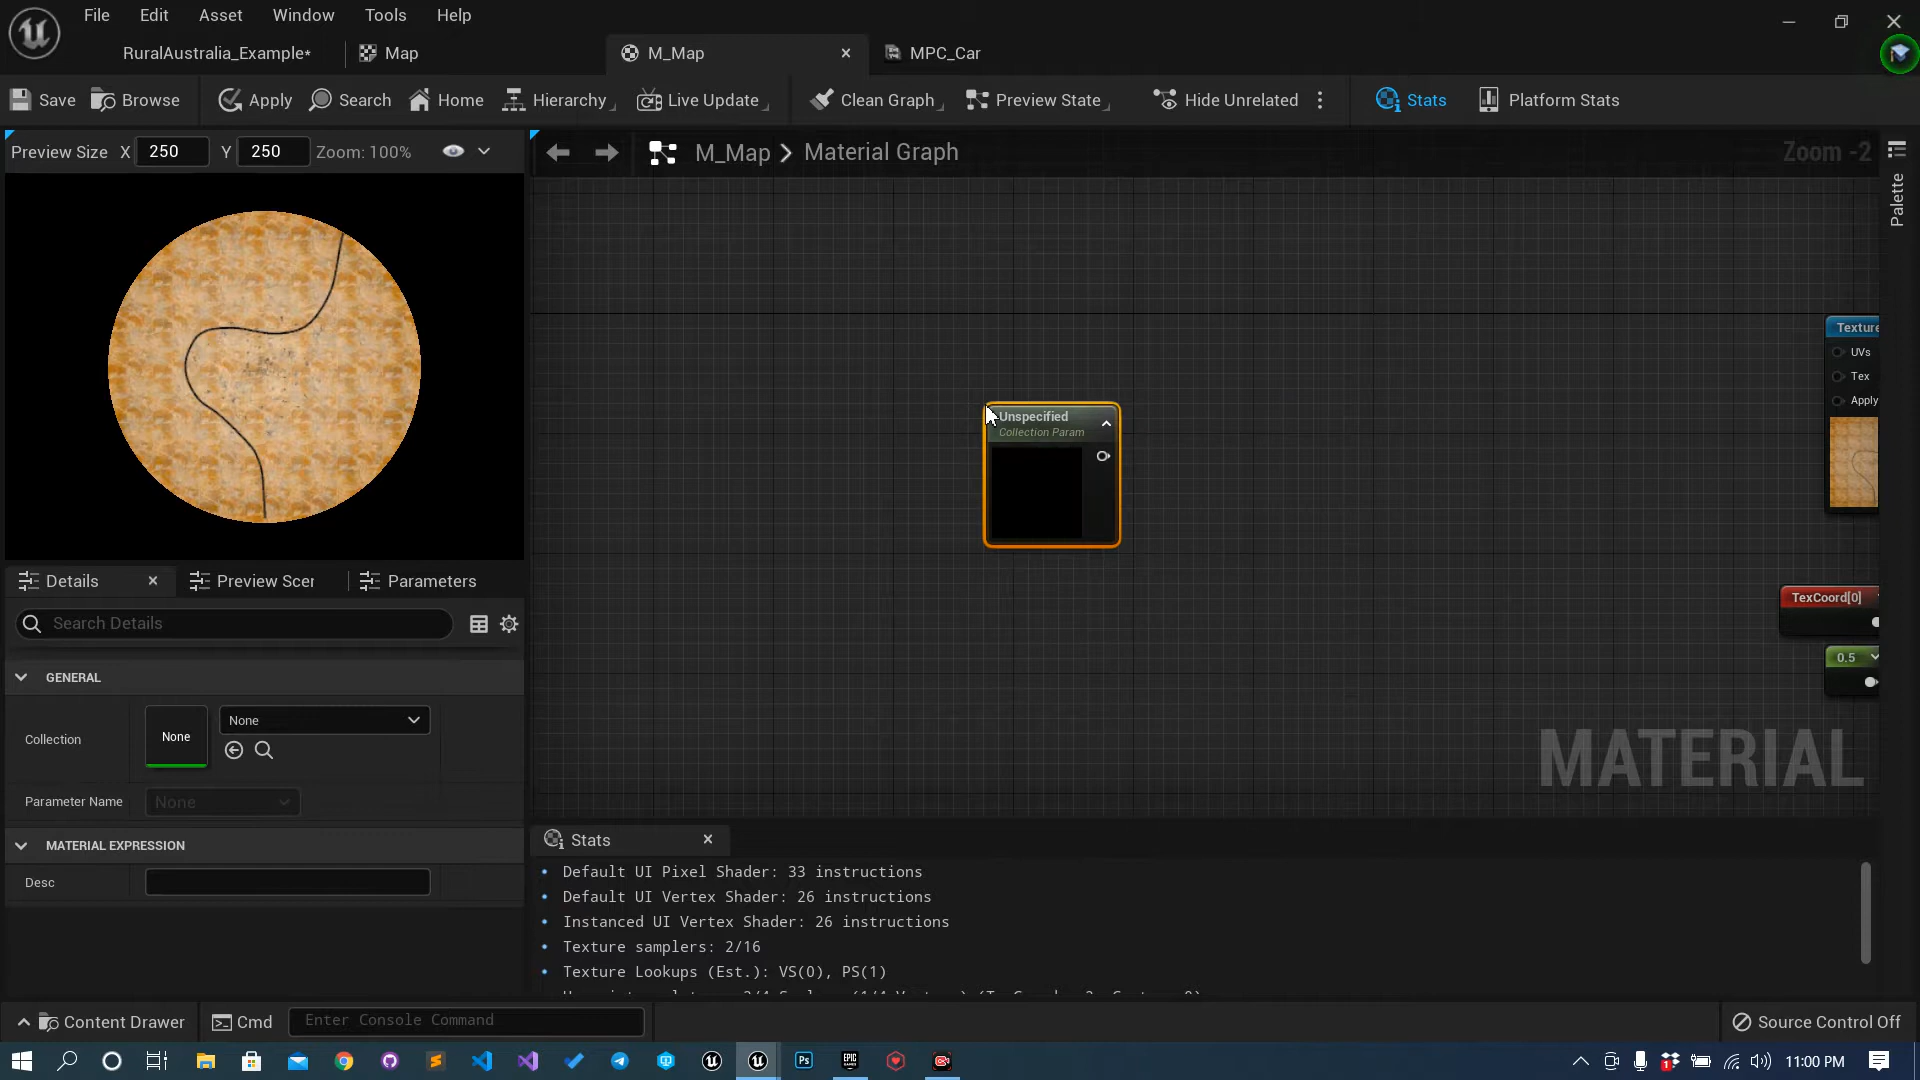 File Edit Asset Window Tools Help
RuralAustralia_Example* Map M_Map MPC_Car
Save Browse Apply Search Home Hierarchy Live Update Clean Graph Preview State Hide Unrelated Stats Platform Stats
Preview Size X 250 Y 250 Zoom: 100%
M_Map Material Graph
Zoom -2
Palette
Texture
UVs
Tex
Apply
Unspecified
Collection Param
TexCoord[0]
0.5
MATERIAL
Details Preview Scer Parameters
Search Details
GENERAL
Collection None None
Parameter Name None
MATERIAL EXPRESSION
Desc
Stats
Default UI Pixel Shader: 33 instructions
Default UI Vertex Shader: 26 instructions
Instanced UI Vertex Shader: 26 instructions
Texture samplers: 2/16
Texture Lookups (Est.): VS(0), PS(1)
Content Drawer Cmd Enter Console Command Source Control Off
Ps EPIC GAMES 11:00 PM